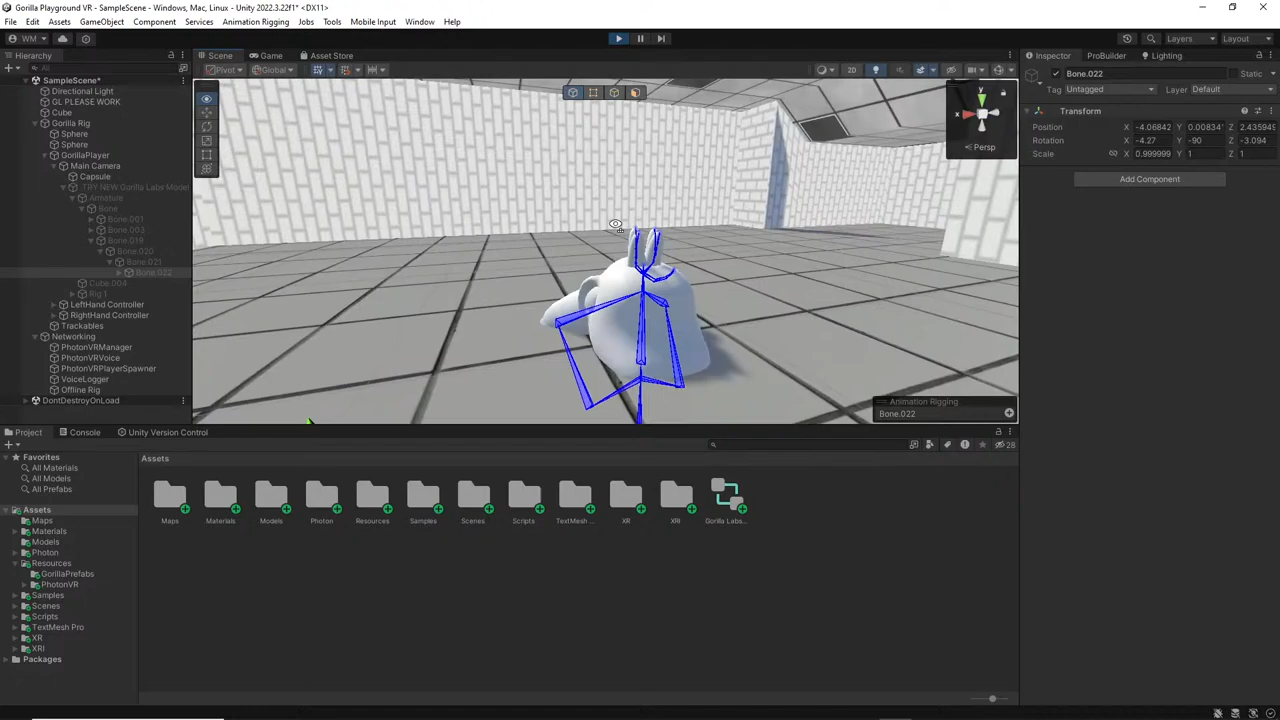 Gorilla Playground VR - SampleScene - Windows, Mac, Linux - Unity 2022.3.22f1* <DX11>
File Edit Assets GameObject Component Services Animation Rigging Jobs Tools Mobile Input Window Help
WM Layers Layout
Hierarchy Scene Game Asset Store Inspector ProBuilder Lighting
All Pivot Global 2D
SampleScene*
Directional Light
GL PLEASE WORK
Cube
Gorilla Rig
Sphere
Sphere
GorillaPlayer
Main Camera
Capsule
TRY NEW Gorilla Labs Model
Armature
Bone
Bone.001
Bone.003
Bone.019
Bone.020
Bone.021
Bone.022
Cube.004
Rig 1
LeftHand Controller
RightHand Controller
Trackables
Networking
PhotonVRManager
PhotonVRVoice
PhotonVRPlayerSpawner
VoiceLogger
Offline Rig
DontDestroyOnLoad
y
x
Persp
Animation Rigging
Bone.022
Bone.022 Static
Tag Untagged Layer Default
Transform
Position X -4.06842 Y 0.00834 Z 2.435949
Rotation X -4.27 Y -90 Z -3.094
Scale X 0.999999 Y 1 Z 1
Add Component
Project Console Unity Version Control
28
Favorites
All Materials
All Models
All Prefabs
Assets
Maps
Materials
Models
Photon
Resources
GorillaPrefabs
PhotonVR
Samples
Scenes
Scripts
TextMesh Pro
XR
XRI
Packages
Assets
Maps Materials Models Photon Resources Samples Scenes Scripts TextMesh ... XR XRI Gorilla Labs...